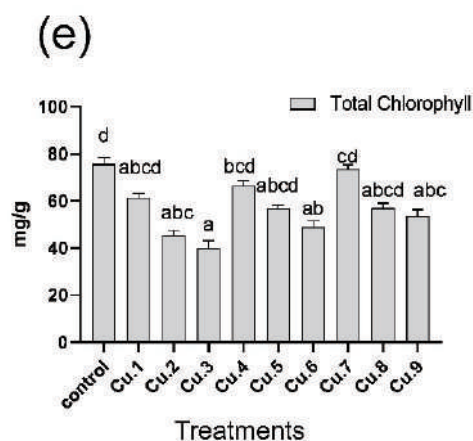 (e)
Total Chlorophyll
100
80
60
40
20
0
mg/g
d
abcd
abc
a
bcd
abcd
ab
cd
abcd
abc
control
Cu.1
Cu.2
Cu.3
Cu.4
Cu.5
Cu.6
Cu.7
Cu.8
Cu.9
Treatments